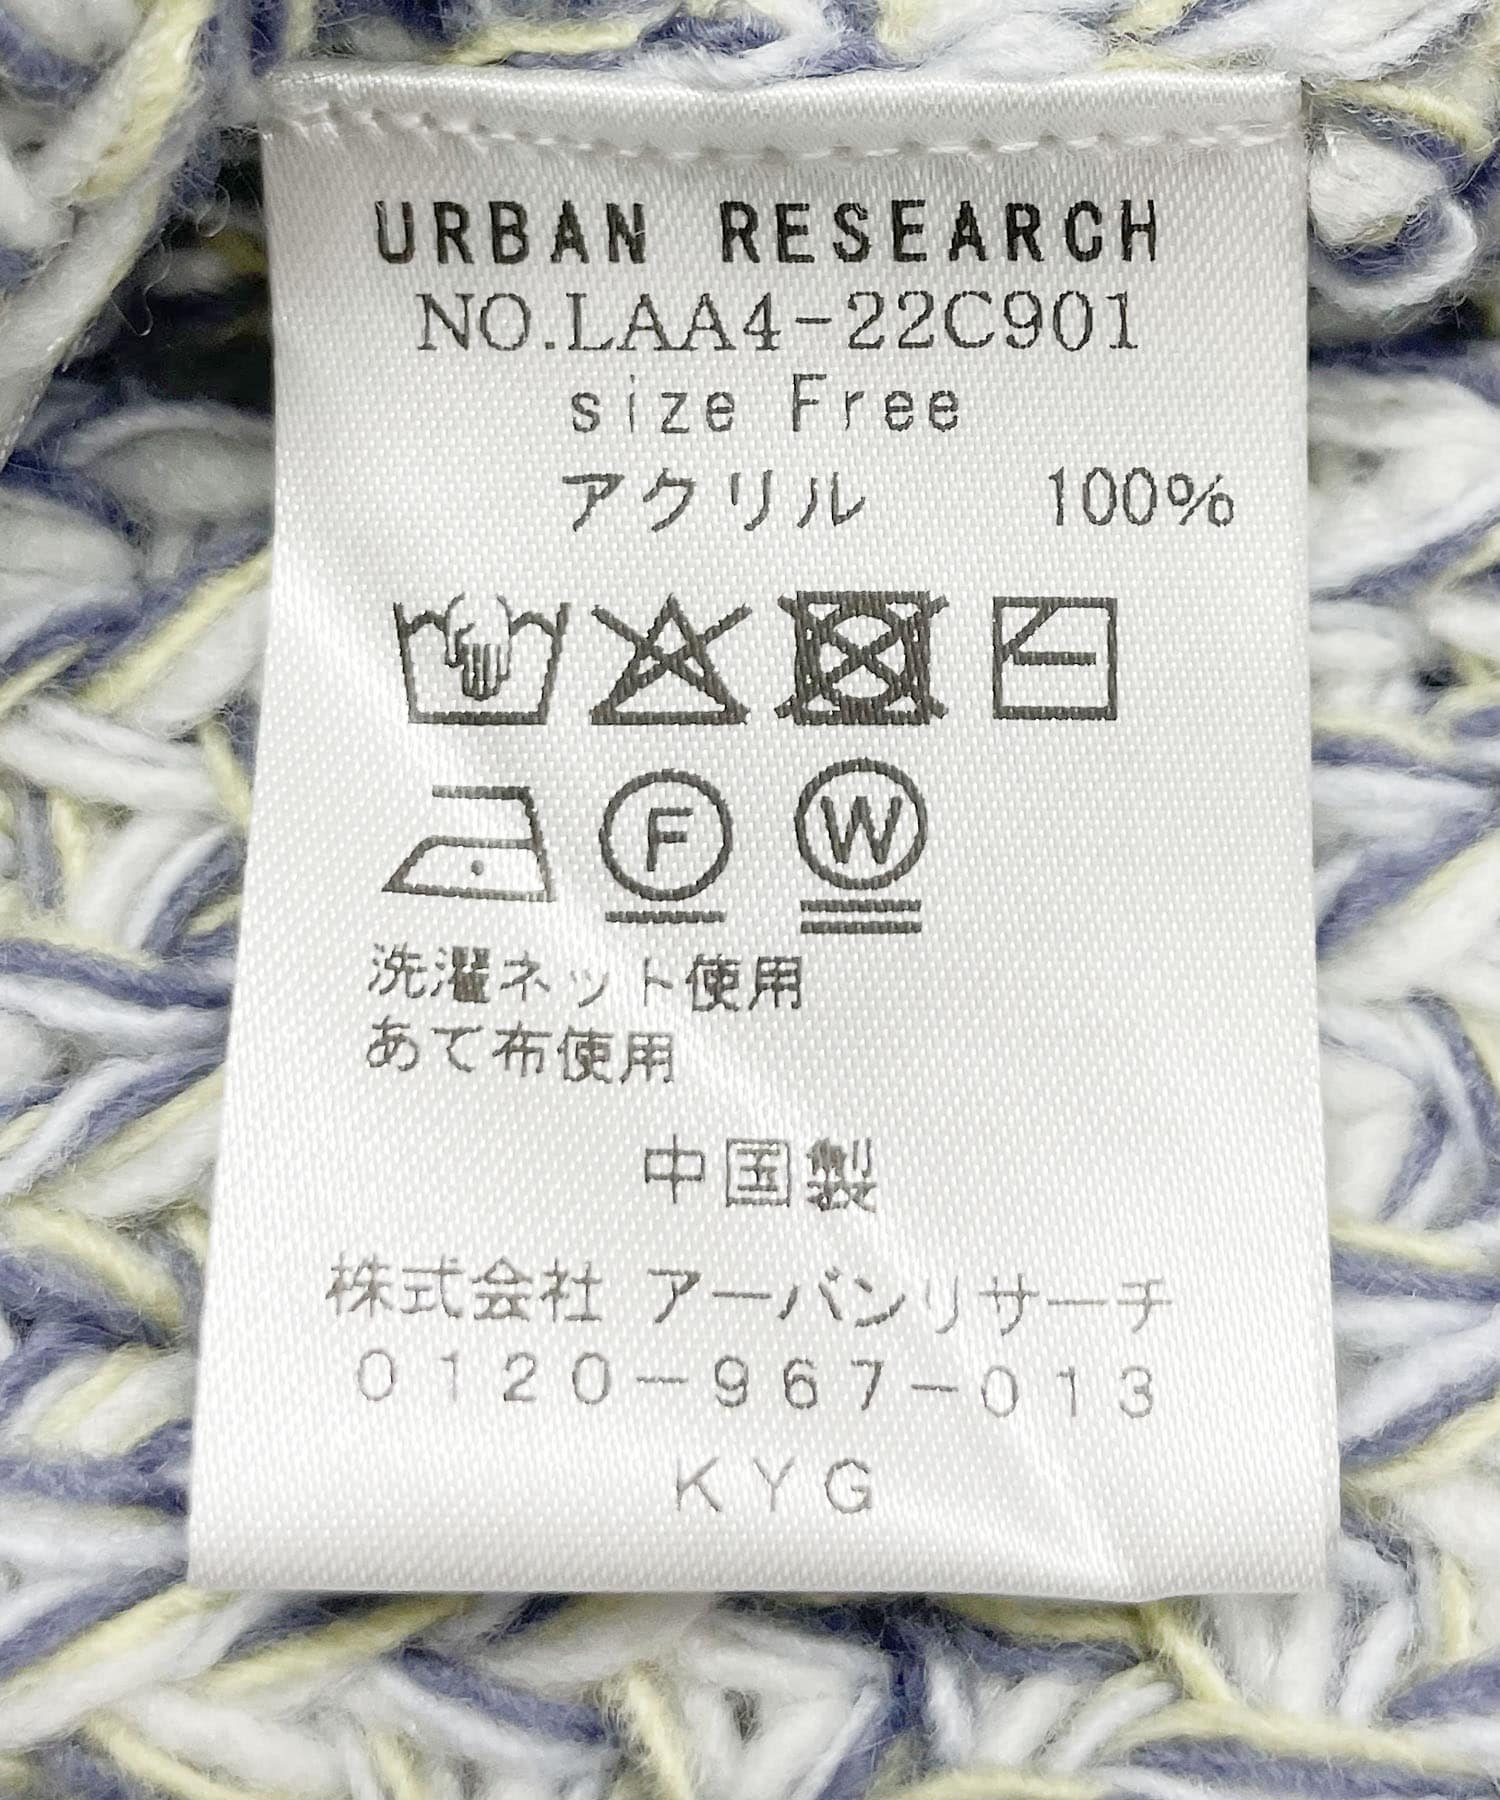 URBAN RESEARCH
NO.LAA4-22C901
size Free
アクリル 100%
F W
洗濯ネット使用
あて布使用
中国製
株式会社 アーバンリサーチ
0120-967-013
KYG